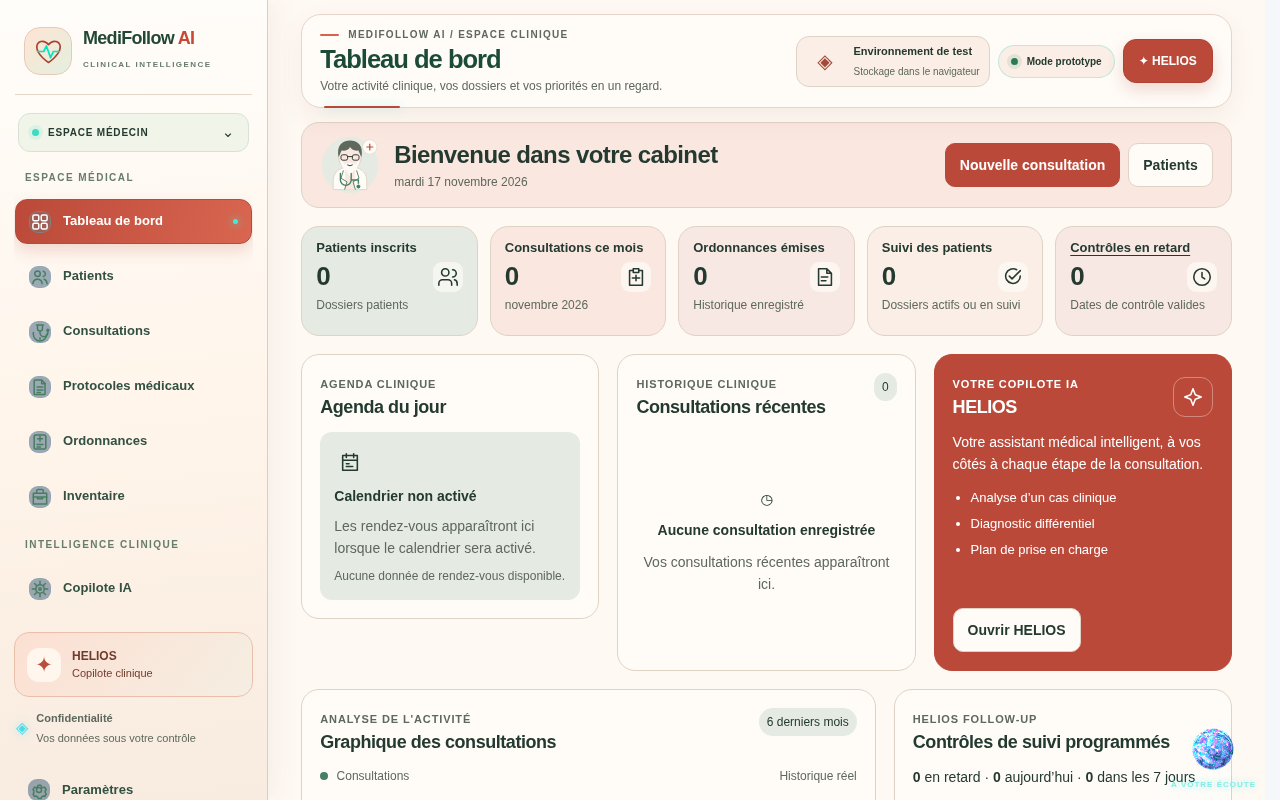 MediFollow AI
CLINICAL INTELLIGENCE
ESPACE MÉDECIN
ESPACE MÉDICAL
Tableau de bord
Patients
Consultations
Protocoles médicaux
Ordonnances
Inventaire
INTELLIGENCE CLINIQUE
Copilote IA
HELIOS
Copilote clinique
Confidentialité
Vos données sous votre contrôle
Paramètres
MEDIFOLLOW AI / ESPACE CLINIQUE
Tableau de bord
Votre activité clinique, vos dossiers et vos priorités en un regard.
Environnement de test
Stockage dans le navigateur
Mode prototype
HELIOS
Bienvenue dans votre cabinet
mardi 17 novembre 2026
Nouvelle consultation
Patients
Patients inscrits
0
Dossiers patients
Consultations ce mois
0
novembre 2026
Ordonnances émises
0
Historique enregistré
Suivi des patients
0
Dossiers actifs ou en suivi
Contrôles en retard
0
Dates de contrôle valides
AGENDA CLINIQUE
Agenda du jour
Calendrier non activé
Les rendez-vous apparaîtront ici
lorsque le calendrier sera activé.
Aucune donnée de rendez-vous disponible.
HISTORIQUE CLINIQUE
0
Consultations récentes
Aucune consultation enregistrée
Vos consultations récentes apparaîtront
ici.
VOTRE COPILOTE IA
HELIOS
Votre assistant médical intelligent, à vos
côtés à chaque étape de la consultation.
• Analyse d'un cas clinique
• Diagnostic différentiel
• Plan de prise en charge
Ouvrir HELIOS
ANALYSE DE L'ACTIVITÉ
6 derniers mois
Graphique des consultations
Consultations
Historique réel
HELIOS FOLLOW-UP
Contrôles de suivi programmés
0 en retard · 0 aujourd'hui · 0 dans les 7 jours
À VOTRE ÉCOUTE